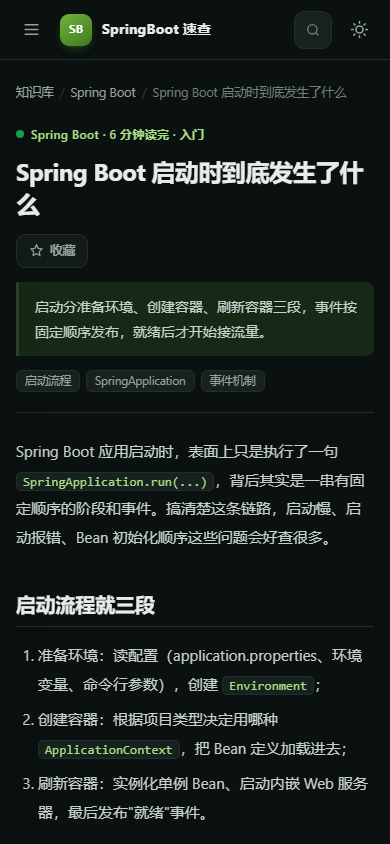 SB SpringBoot 速查
知识库 / Spring Boot / Spring Boot 启动时到底发生了什么
Spring Boot · 6 分钟读完 · 入门
Spring Boot 启动时到底发生了什
么
收藏
启动分准备环境、创建容器、刷新容器三段，事件按
固定顺序发布，就绪后才开始接流量。
启动流程 SpringApplication 事件机制
Spring Boot 应用启动时，表面上只是执行了一句
SpringApplication.run(...)，背后其实是一串有固
定顺序的阶段和事件。搞清楚这条链路，启动慢、启
动报错、Bean 初始化顺序这些问题会好查很多。
启动流程就三段
1. 准备环境：读配置（application.properties、环境
变量、命令行参数），创建 Environment；
2. 创建容器：根据项目类型决定用哪种
ApplicationContext，把 Bean 定义加载进去；
3. 刷新容器：实例化单例 Bean、启动内嵌 Web 服务
器，最后发布"就绪"事件。